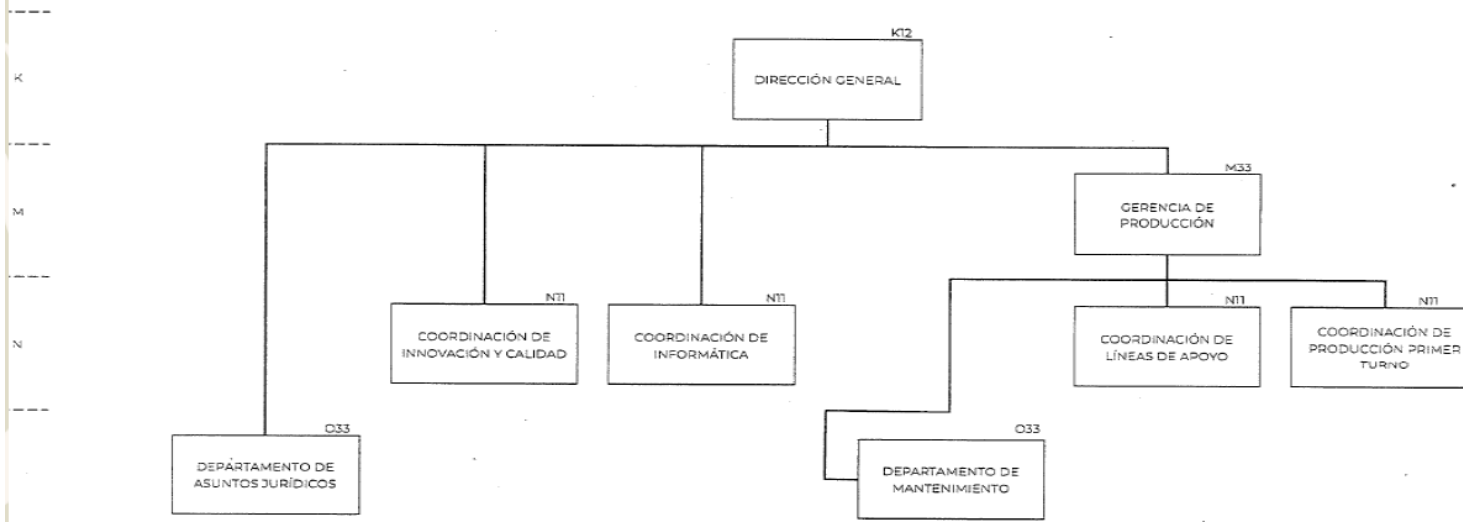 K12
K
DIRECCIÓN GENERAL
M33
M
GERENCIA DE
PRODUCCIÓN
N11
N11
N11
N11
N
COORDINACIÓN DE
INNOVACIÓN Y CALIDAD
COORDINACIÓN DE
INFORMÁTICA
COORDINACIÓN DE
LÍNEAS DE APOYO
COORDINACIÓN DE
PRODUCCIÓN PRIMER
TURNO
O33
O33
DEPARTAMENTO DE
ASUNTOS JURÍDICOS
DEPARTAMENTO DE
MANTENIMIENTO